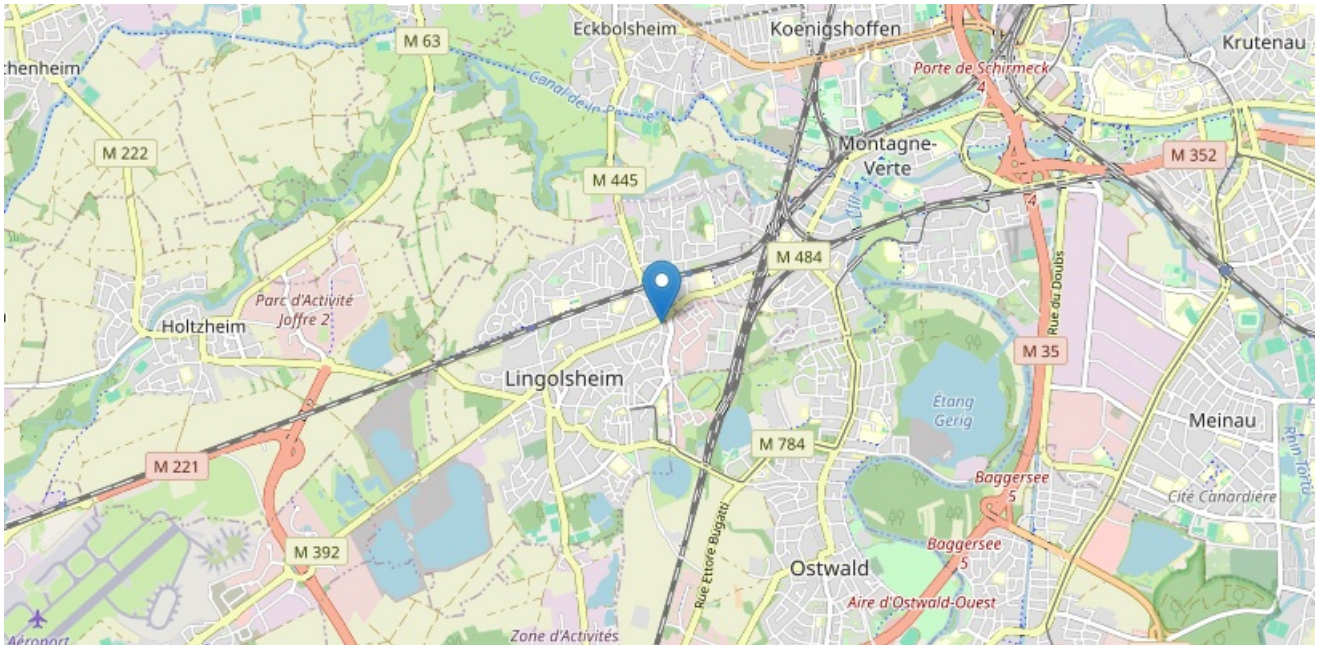 M 63
Eckbolsheim
Koenigshoffen
Krutenau
chenheim
Porte de Schirmeck
4
Canal de la
M 222
Montagne-
Verte
M 352
M 445
4
M 484
Parc d'Activité
Joffre 2
Holtzheim
Rue du Doubs
M 35
Lingolsheim
Étang
Gerig
Meinau
M 784
M 221
Baggersee
5
Rhin Tortu
Cité Canardière
M 392
Rue Ettore Bugatti
Baggersee
5
Ostwald
Aire d'Ostwald-Ouest
Zone d'Activités
Aéroport